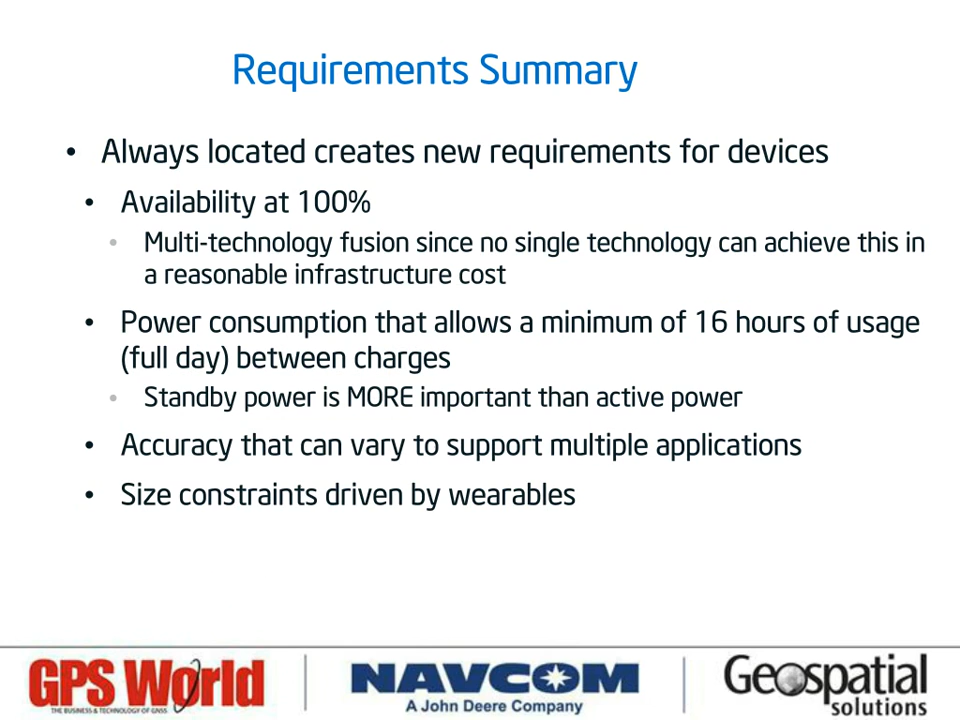 Requirements Summary
• Always located creates new requirements for devices
• Availability at 100%
• Multi-technology fusion since no single technology can achieve this in
a reasonable infrastructure cost
• Power consumption that allows a minimum of 16 hours of usage
(full day) between charges
• Standby power is MORE important than active power
• Accuracy that can vary to support multiple applications
• Size constraints driven by wearables
GPS World
THE BUSINESS & TECHNOLOGY OF GNSS
NAVCOM
A John Deere Company
Geospatial
solutions